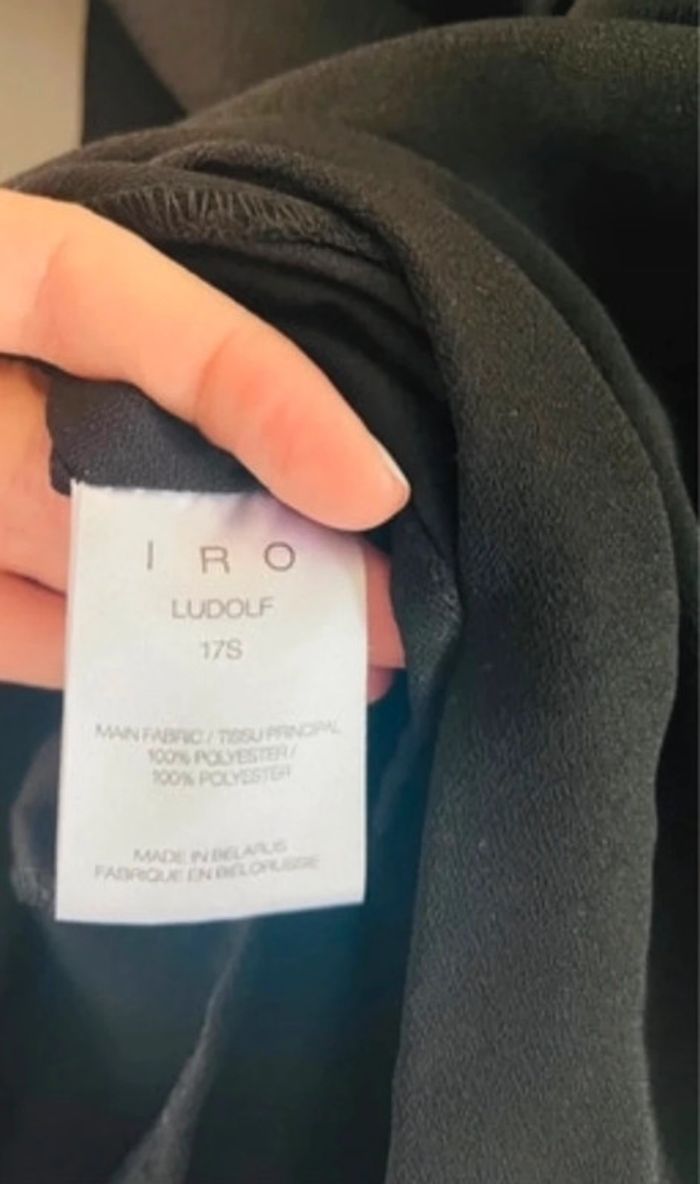 I R O
LUDOLF
17S
MAIN FABRIC / TISSU PRINCIPAL
100% POLYESTER /
100% POLYESTER
MADE IN BELARUS
FABRIQUE EN BIELORUSSIE